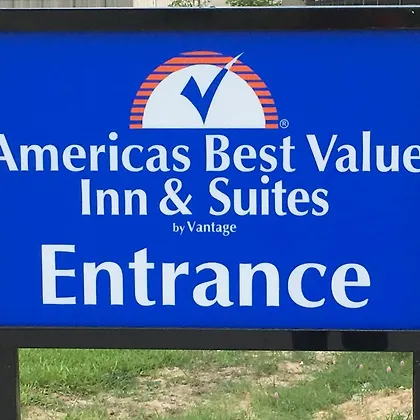 ®
Americas Best Value
Inn & Suites
by Vantage
Entrance